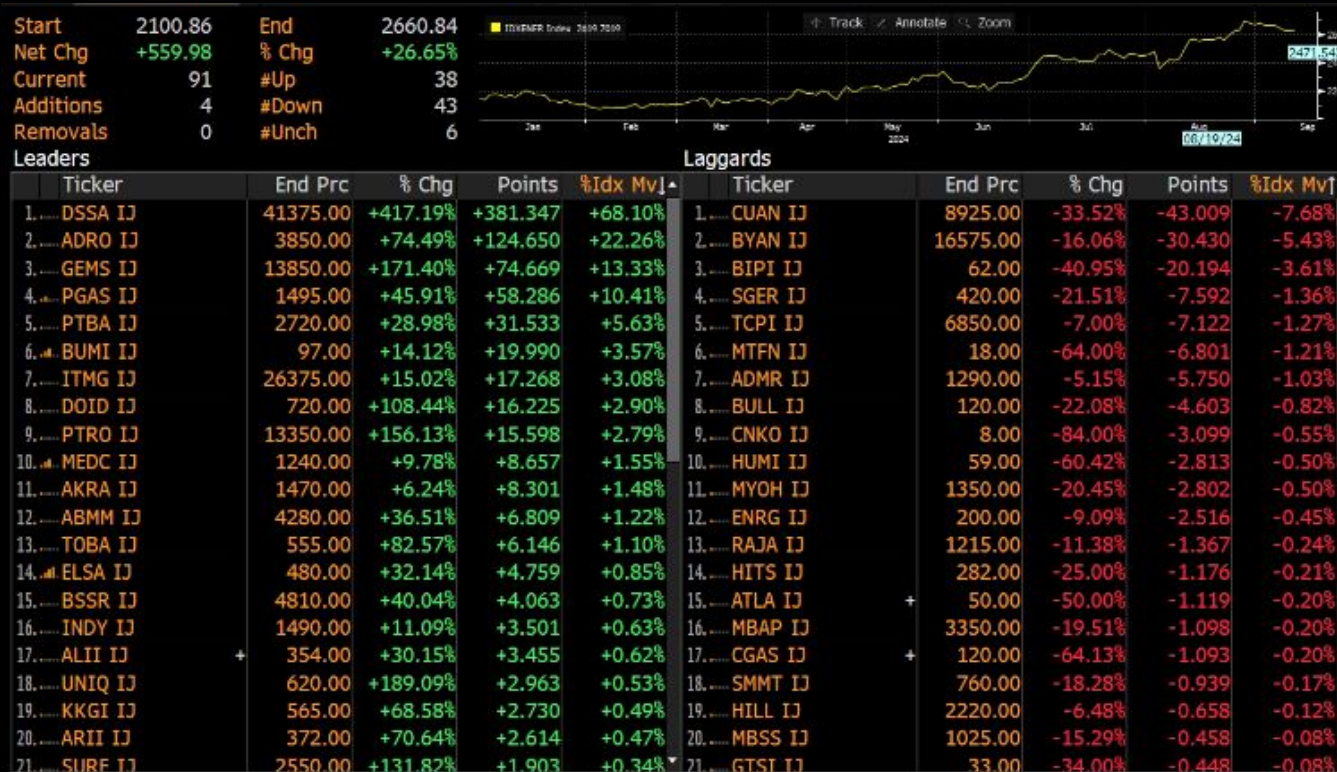 Start 2100.86 End 2660.84
Net Chg +559.98 % Chg +26.65%
Current 91 #Up 38
Additions 4 #Down 43
Removals 0 #Unch 6
IDXENER Index 2619.7019
Track Annotate Zoom
2471.54
Jan Feb Mar Apr May Jun Jul Aug Sep
2024
08/19/24
Leaders Laggards
Ticker End Prc % Chg Points %Idx Mv↓ Ticker End Prc % Chg Points %Idx Mv↑
1. DSSA IJ 41375.00 +417.19% +381.347 +68.10% 1. CUAN IJ 8925.00 -33.52% -43.009 -7.68%
2. ADRO IJ 3850.00 +74.49% +124.650 +22.26% 2. BYAN IJ 16575.00 -16.06% -30.430 -5.43%
3. GEMS IJ 13850.00 +171.40% +74.669 +13.33% 3. BIPI IJ 62.00 -40.95% -20.194 -3.61%
4. PGAS IJ 1495.00 +45.91% +58.286 +10.41% 4. SGER IJ 420.00 -21.51% -7.592 -1.36%
5. PTBA IJ 2720.00 +28.98% +31.533 +5.63% 5. TCPI IJ 6850.00 -7.00% -7.122 -1.27%
6. BUMI IJ 97.00 +14.12% +19.990 +3.57% 6. MTFN IJ 18.00 -64.00% -6.801 -1.21%
7. ITMG IJ 26375.00 +15.02% +17.268 +3.08% 7. ADMR IJ 1290.00 -5.15% -5.750 -1.03%
8. DOID IJ 720.00 +108.44% +16.225 +2.90% 8. BULL IJ 120.00 -22.08% -4.603 -0.82%
9. PTRO IJ 13350.00 +156.13% +15.598 +2.79% 9. CNKO IJ 8.00 -84.00% -3.099 -0.55%
10. MEDC IJ 1240.00 +9.78% +8.657 +1.55% 10. HUMI IJ 59.00 -60.42% -2.813 -0.50%
11. AKRA IJ 1470.00 +6.24% +8.301 +1.48% 11. MYOH IJ 1350.00 -20.45% -2.802 -0.50%
12. ABMM IJ 4280.00 +36.51% +6.809 +1.22% 12. ENRG IJ 200.00 -9.09% -2.516 -0.45%
13. TOBA IJ 555.00 +82.57% +6.146 +1.10% 13. RAJA IJ 1215.00 -11.38% -1.367 -0.24%
14. ELSA IJ 480.00 +32.14% +4.759 +0.85% 14. HITS IJ 282.00 -25.00% -1.176 -0.21%
15. BSSR IJ 4810.00 +40.04% +4.063 +0.73% 15. ATLA IJ + 50.00 -50.00% -1.119 -0.20%
16. INDY IJ 1490.00 +11.09% +3.501 +0.63% 16. MBAP IJ 3350.00 -19.51% -1.098 -0.20%
17. ALII IJ + 354.00 +30.15% +3.455 +0.62% 17. CGAS IJ + 120.00 -64.13% -1.093 -0.20%
18. UNIQ IJ 620.00 +189.09% +2.963 +0.53% 18. SMMT IJ 760.00 -18.28% -0.939 -0.17%
19. KKGI IJ 565.00 +68.58% +2.730 +0.49% 19. HILL IJ 2220.00 -6.48% -0.658 -0.12%
20. ARII IJ 372.00 +70.64% +2.614 +0.47% 20. MBSS IJ 1025.00 -15.29% -0.458 -0.08%
21. SURE IJ 2550.00 +131.82% +1.903 +0.34% 21. GTSI IJ 33.00 -34.00% -0.448 -0.08%